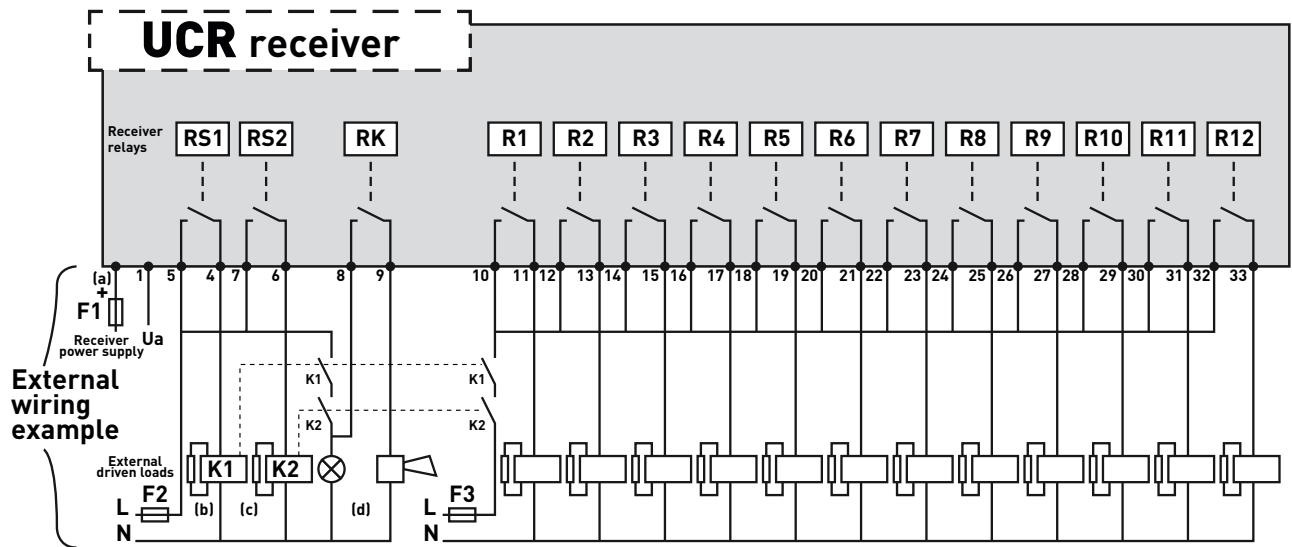 UCR receiver
Receiver
relays
RS1 RS2 RK R1 R2 R3 R4 R5 R6 R7 R8 R9 R10 R11 R12
(a) 1 5 4 7 6 8 9 10 11 12 13 14 15 16 17 18 19 20 21 22 23 24 25 26 27 28 29 30 31 32 33
+
F1
Receiver
power supply
Ua
External
wiring
example
K1 K1
K2 K2
External
driven loads
K1 K2
F2 (b) (c) (d) F3
L L
N N